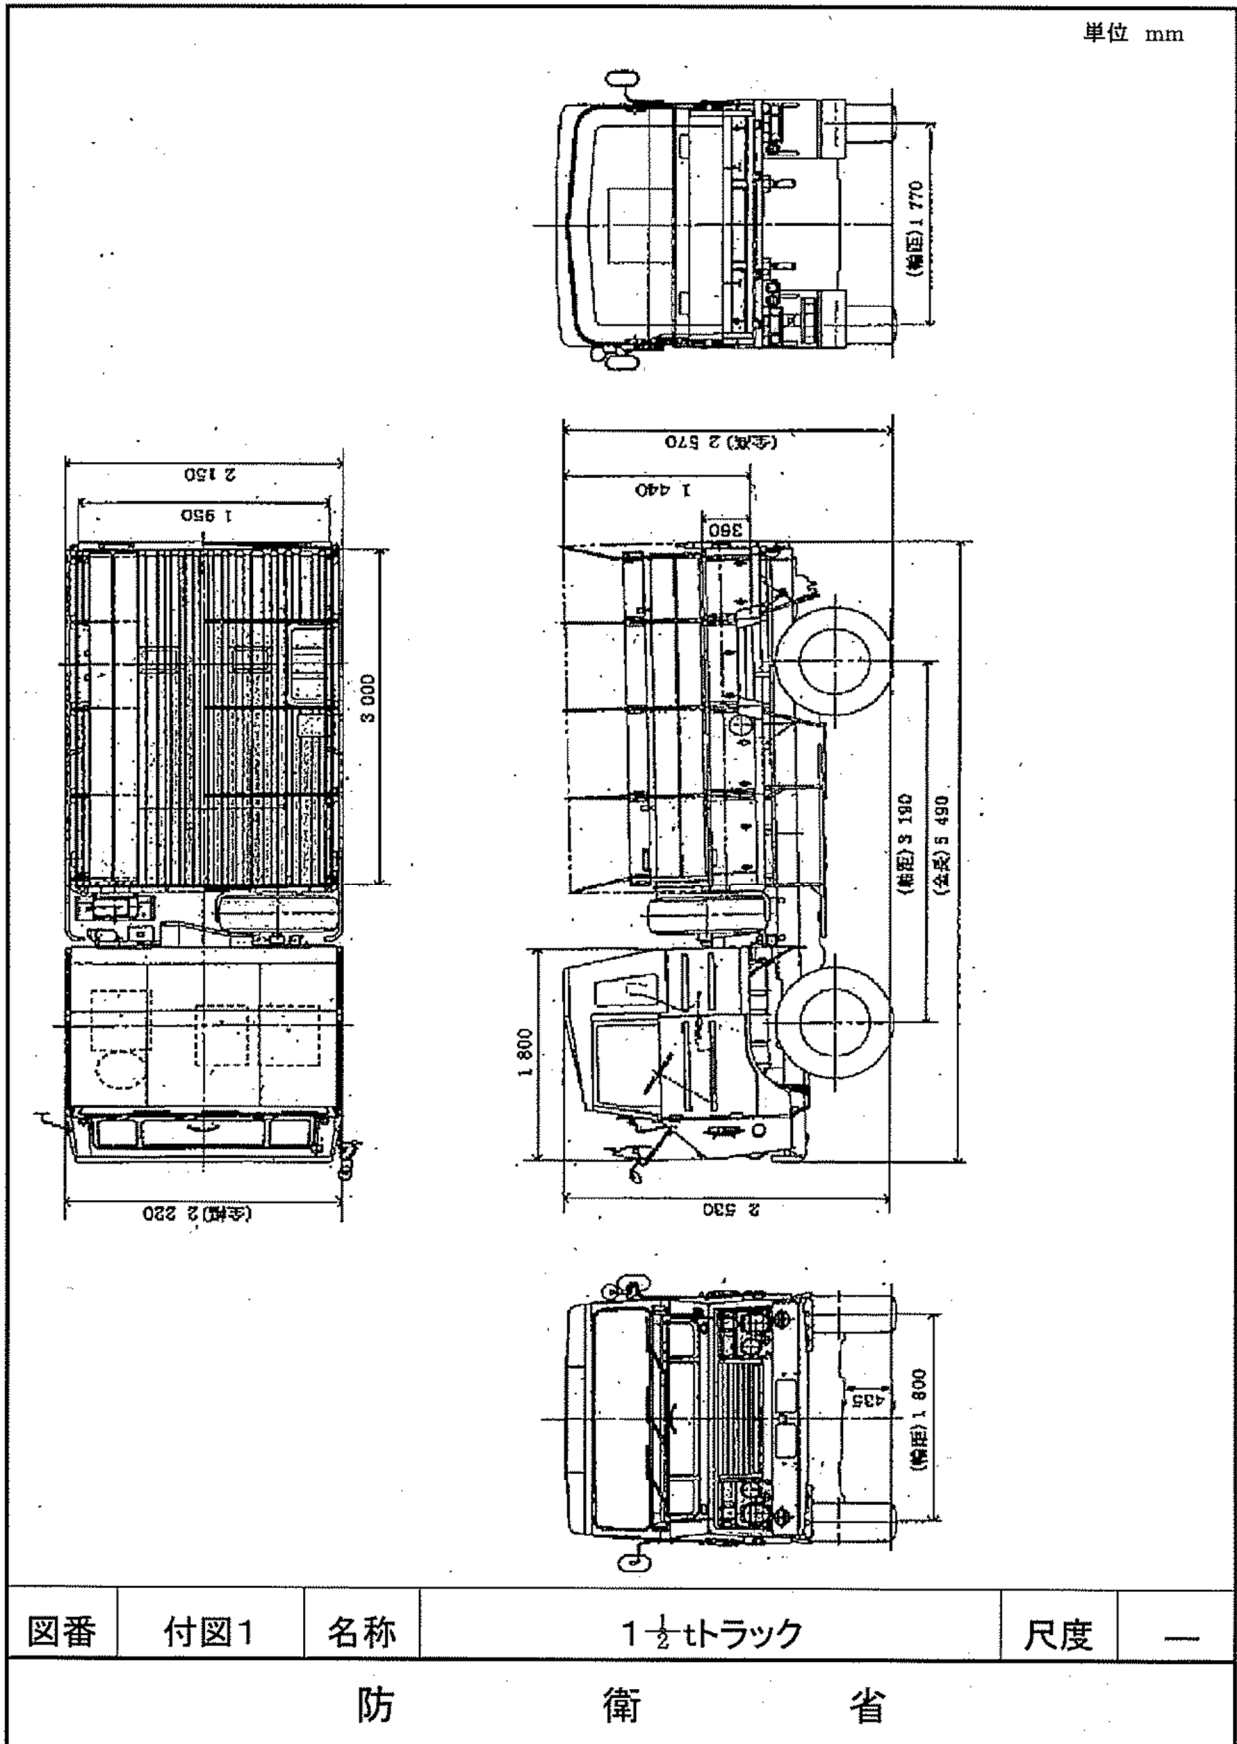 単位 mm
(輪距) 1 770
(全高) 2 570
1 440
360
2 150
1 950
3 000
(軸距) 3 190
(全長) 5 490
1 800
(全幅) 2 220
2 530
435
(輪距) 1 800
図番 付図1 名称 1 1/2 tトラック 尺度 —
防 衛 省